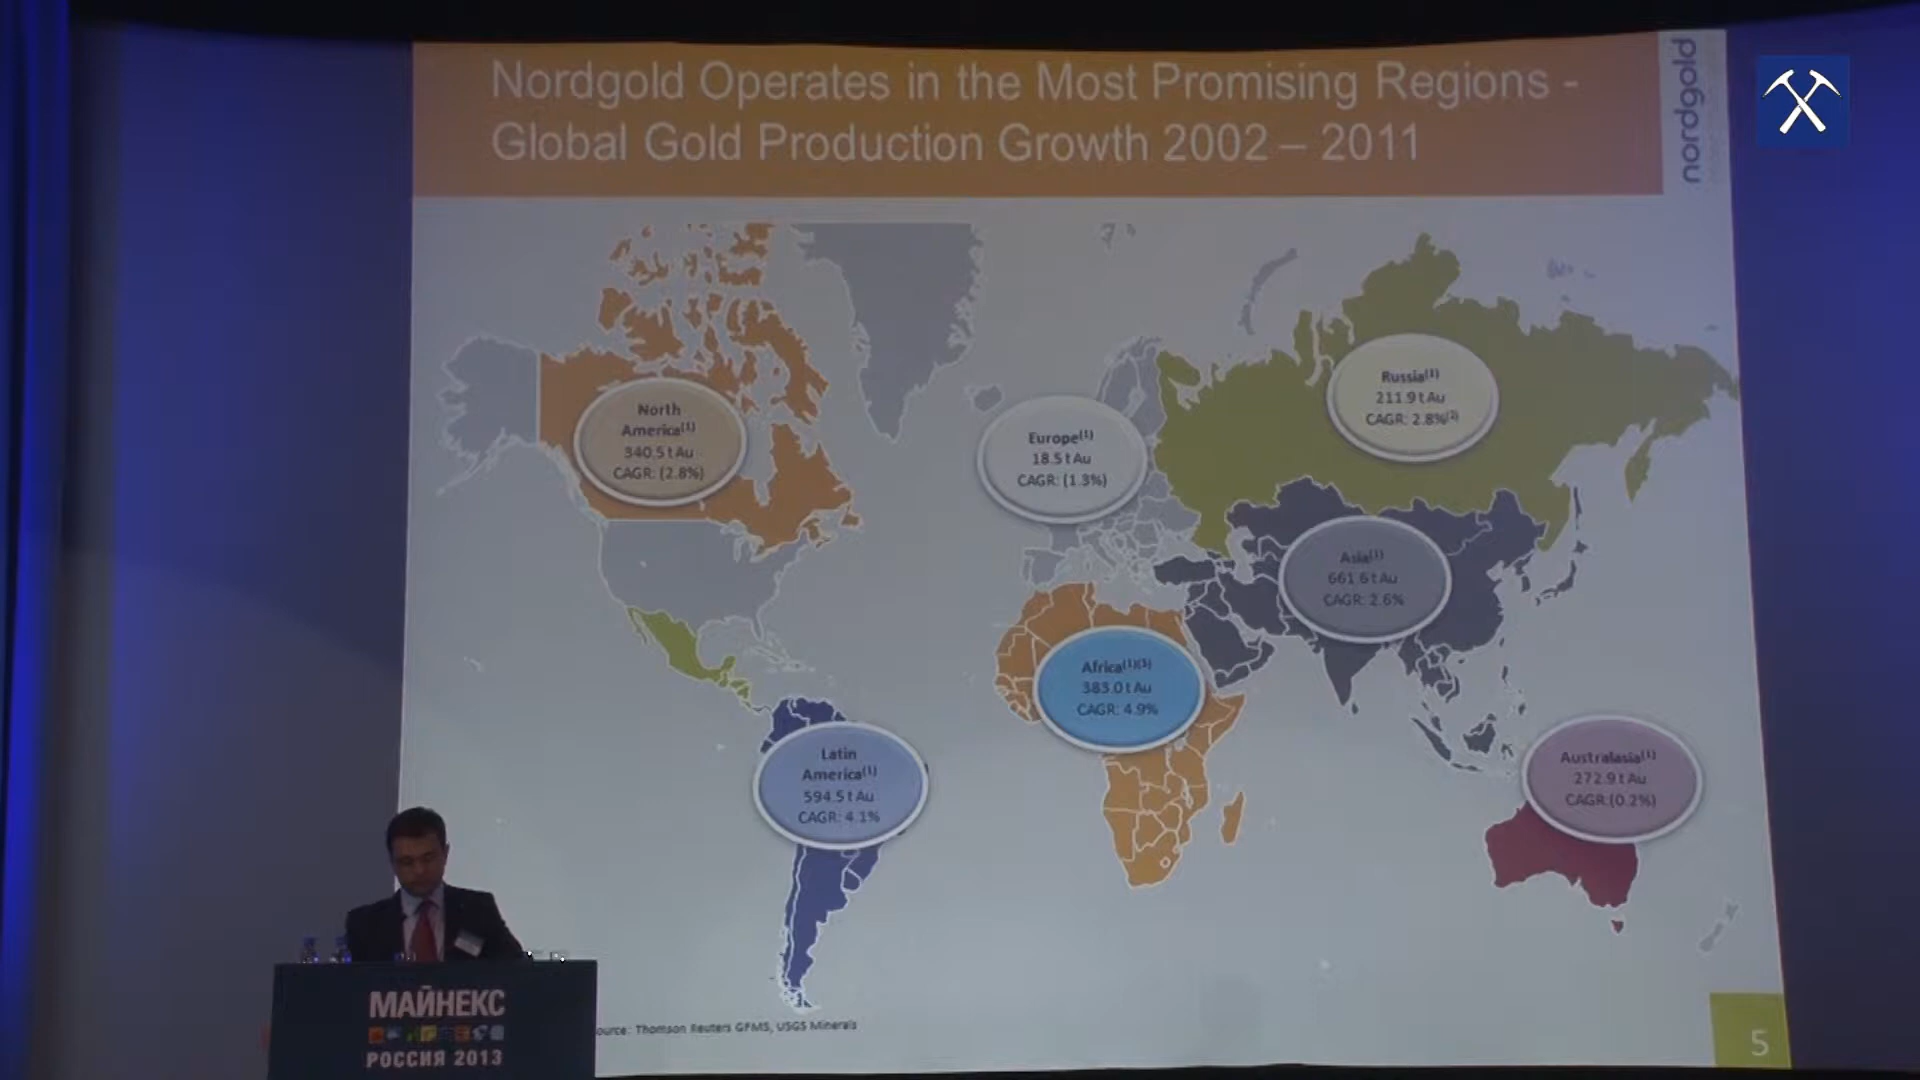 Nordgold Operates in the Most Promising Regions -
Global Gold Production Growth 2002 – 2011
nordgold
North
America(1)
340.5 t Au
CAGR: (2.8%)
Europe(1)
18.5 t Au
CAGR: (1.3%)
Russia(1)
211.9 t Au
CAGR: 2.8%(2)
Asia(1)
661.6 t Au
CAGR: 2.6%
Africa(1)(3)
383.0 t Au
CAGR: 4.9%
Latin
America(1)
594.5 t Au
CAGR: 4.1%
Australasia(1)
272.9 t Au
CAGR:(0.2%)
ource: Thomson Reuters GFMS, USGS Minerals
5
МАЙНЕКС
РОССИЯ 2013